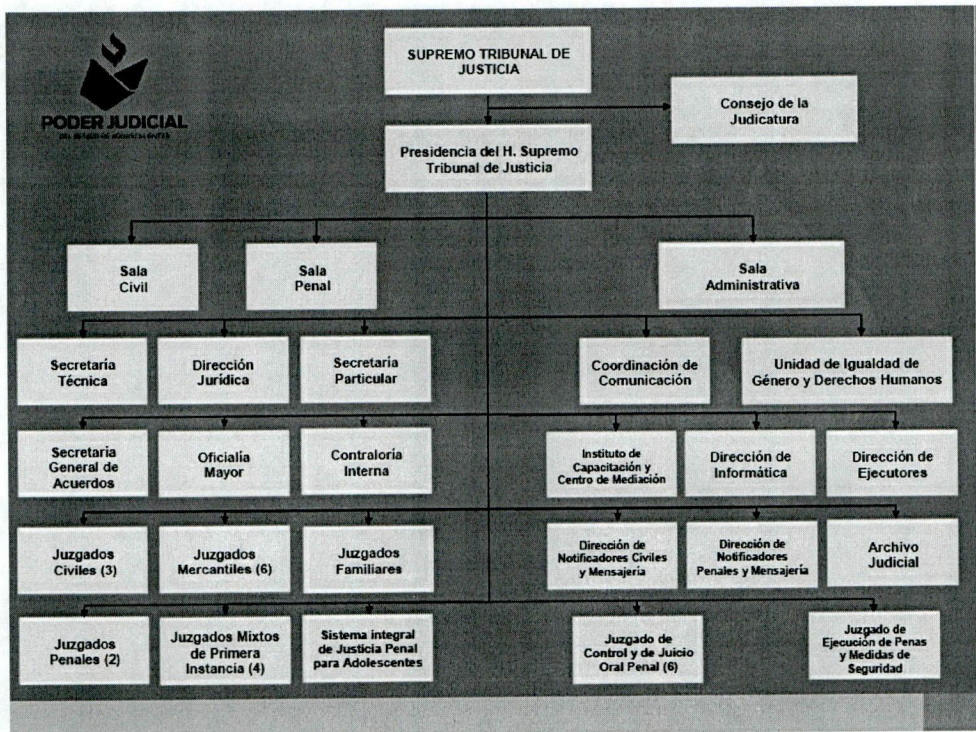 SUPREMO TRIBUNAL DE
JUSTICIA
PODER JUDICIAL
DEL ESTADO DE AGUASCALIENTES
Consejo de la
Judicatura
Presidencia del H. Supremo
Tribunal de Justicia
Sala
Civil
Sala
Penal
Sala
Administrativa
Secretaría
Técnica
Dirección
Jurídica
Secretaría
Particular
Coordinación de
Comunicación
Unidad de Igualdad de
Género y Derechos Humanos
Secretaria
General de
Acuerdos
Oficialía
Mayor
Contraloría
Interna
Instituto de
Capacitación y
Centro de Mediación
Dirección de
Informática
Dirección de
Ejecutores
Juzgados
Civiles (3)
Juzgados
Mercantiles (6)
Juzgados
Familiares
Dirección de
Notificadores Civiles
y Mensajería
Dirección de
Notificadores
Penales y Mensajería
Archivo
Judicial
Juzgados
Penales (2)
Juzgados Mixtos
de Primera
Instancia (4)
Sistema integral
de Justicia Penal
para Adolescentes
Juzgado de
Control y de Juicio
Oral Penal (6)
Juzgado de
Ejecución de Penas
y Medidas de
Seguridad